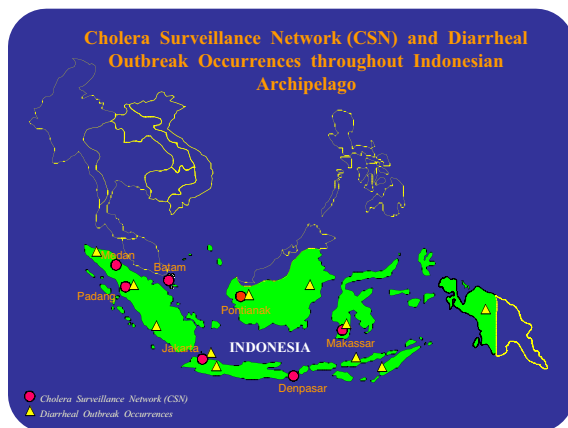 Cholera Surveillance Network (CSN) and Diarrheal
Outbreak Occurrences throughout Indonesian
Archipelago
Medan
Batam
Padang
Pontianak
Jakarta
INDONESIA
Makassar
Denpasar
Cholera Surveillance Network (CSN)
Diarrheal Outbreak Occurrences